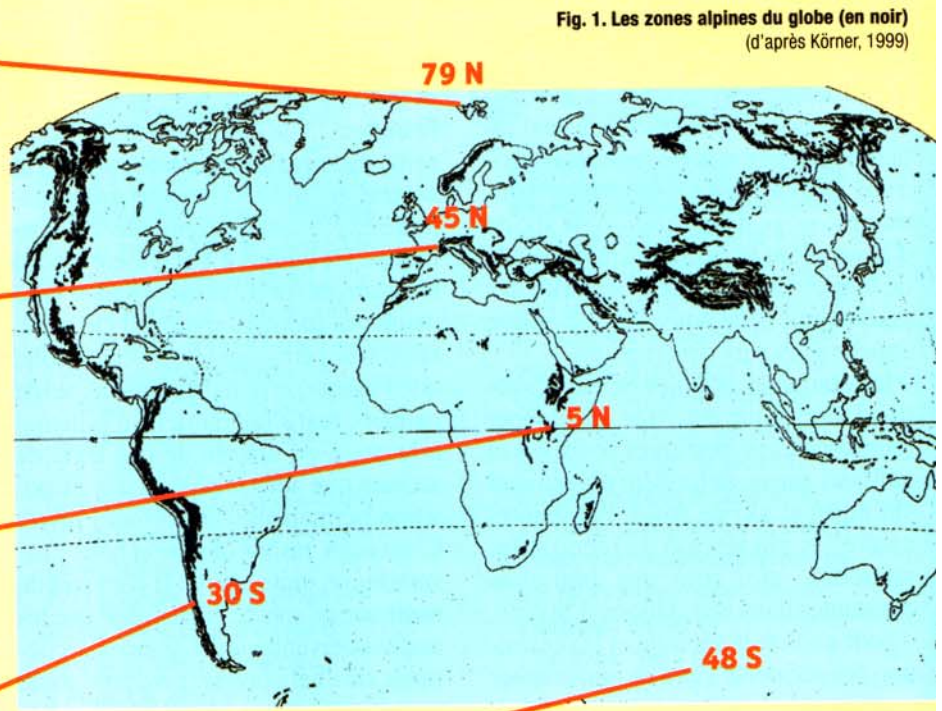 Fig. 1. Les zones alpines du globe (en noir)
(d'après Körner, 1999)
79 N
45 N
5 N
30 S
48 S